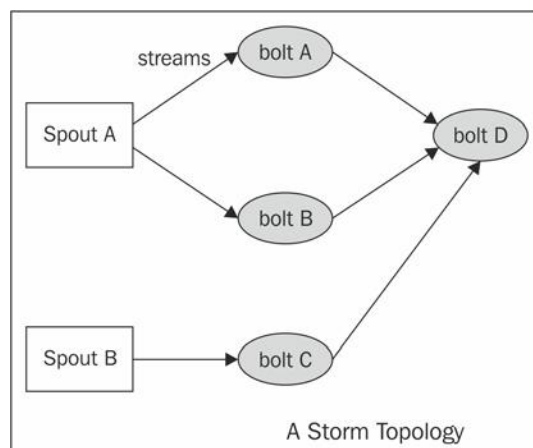 streams
bolt A
Spout A
bolt D
bolt B
Spout B
bolt C
A Storm Topology